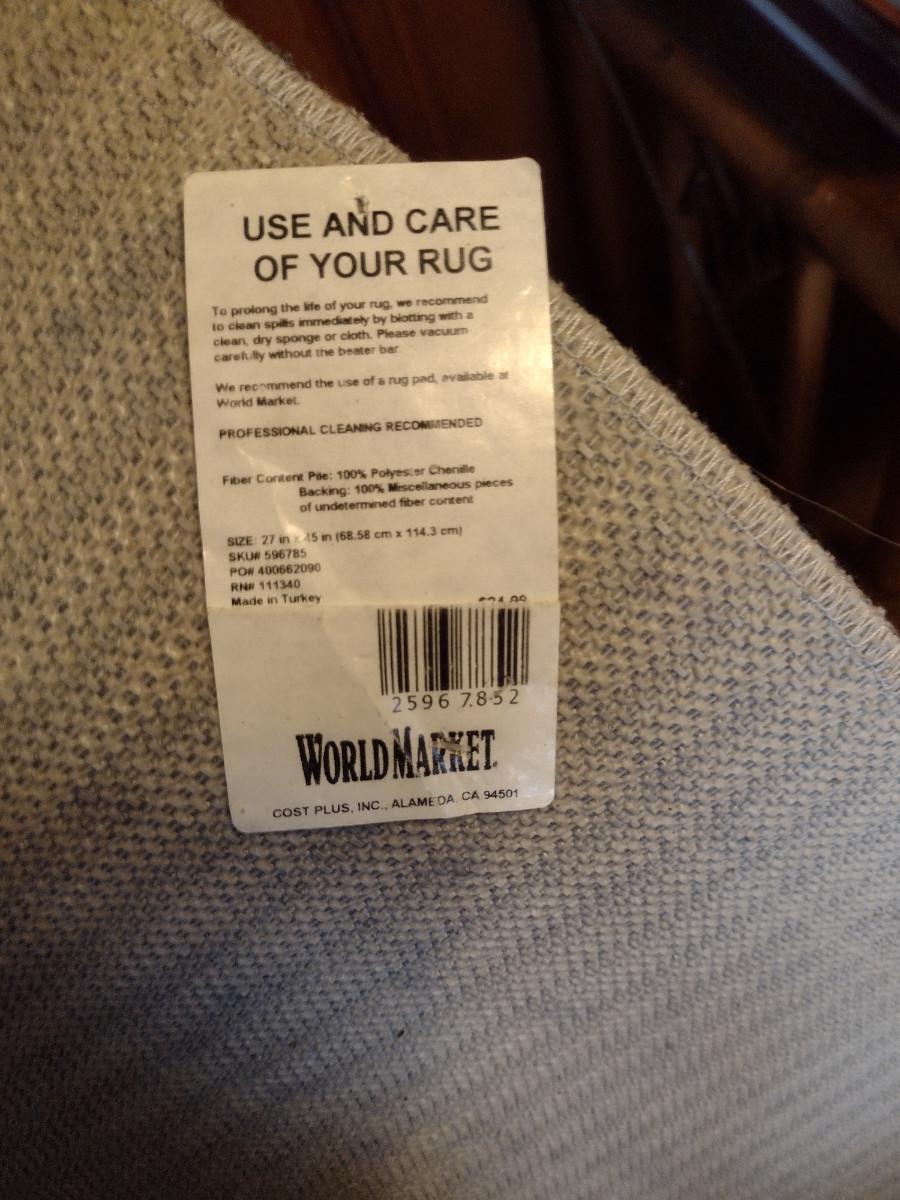 USE AND CARE
OF YOUR RUG
To prolong the life of your rug, we recommend
to clean spills immediately by blotting with a
clean, dry sponge or cloth. Please vacuum
carefully without the beater bar.
We recommend the use of a rug pad, available at
World Market.
PROFESSIONAL CLEANING RECOMMENDED
Fiber Content Pile: 100% Polyester Chenille
Backing: 100% Miscellaneous pieces
of undetermined fiber content
SIZE: 27 in x 45 in (68.58 cm x 114.3 cm)
SKU# 596785
PO# 400662090
RN# 111340
Made in Turkey
2596 7852
WORLD MARKET.
COST PLUS, INC., ALAMEDA, CA 94501